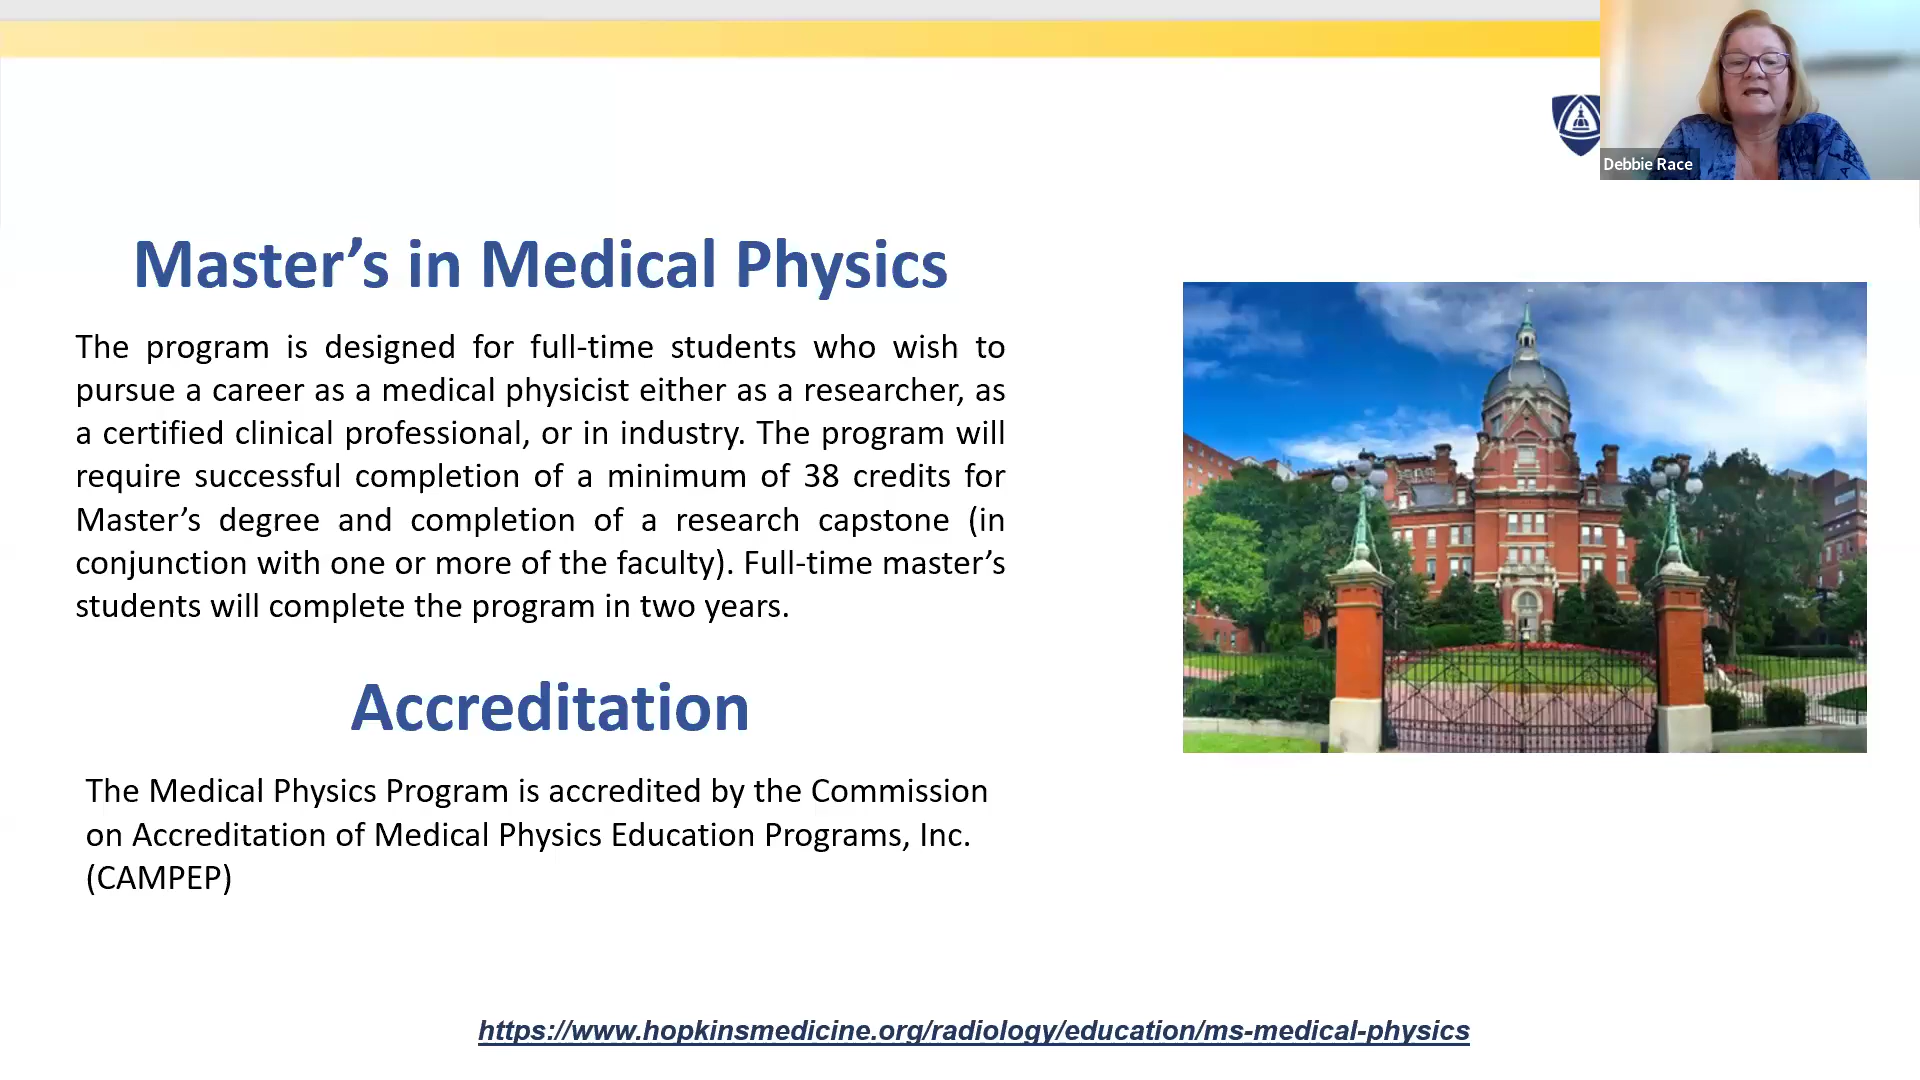 Debbie Race
Master’s in Medical Physics
The program is designed for full-time students who wish to
pursue a career as a medical physicist either as a researcher, as
a certified clinical professional, or in industry. The program will
require successful completion of a minimum of 38 credits for
Master’s degree and completion of a research capstone (in
conjunction with one or more of the faculty). Full-time master’s
students will complete the program in two years.
Accreditation
The Medical Physics Program is accredited by the Commission
on Accreditation of Medical Physics Education Programs, Inc.
(CAMPEP)
https://www.hopkinsmedicine.org/radiology/education/ms-medical-physics